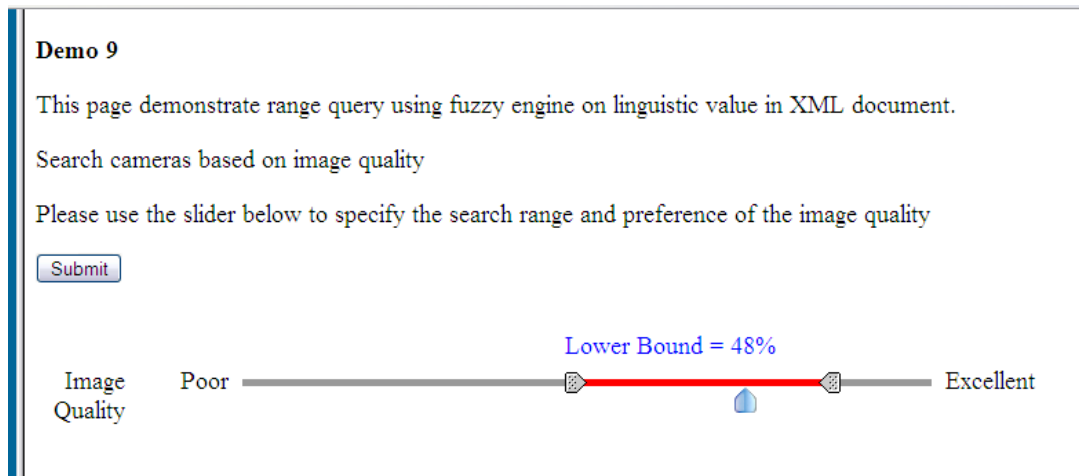 Demo 9
This page demonstrate range query using fuzzy engine on linguistic value in XML document.
Search cameras based on image quality
Please use the slider below to specify the search range and preference of the image quality
Submit
Lower Bound = 48%
Image Poor Excellent
Quality